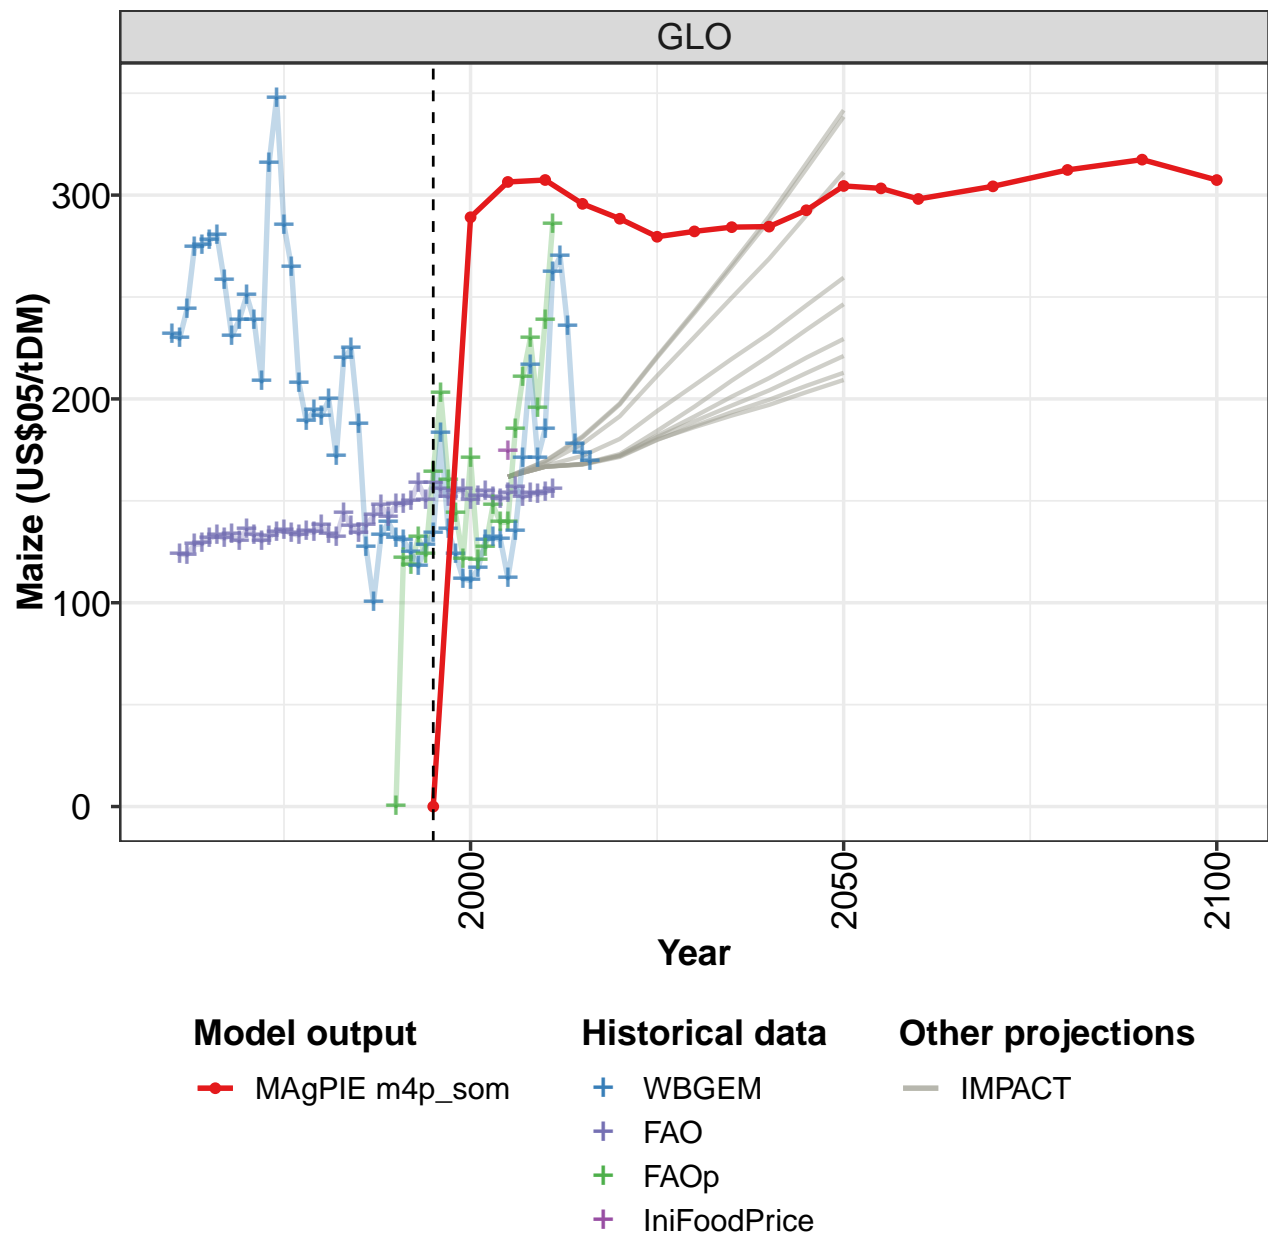 GLO
Maize (US$05/tDM)
300
200
100
0
2000
2050
2100
Year
Model output
MAgPIE m4p_som
Historical data
WBGEM
FAO
FAOp
IniFoodPrice
Other projections
IMPACT